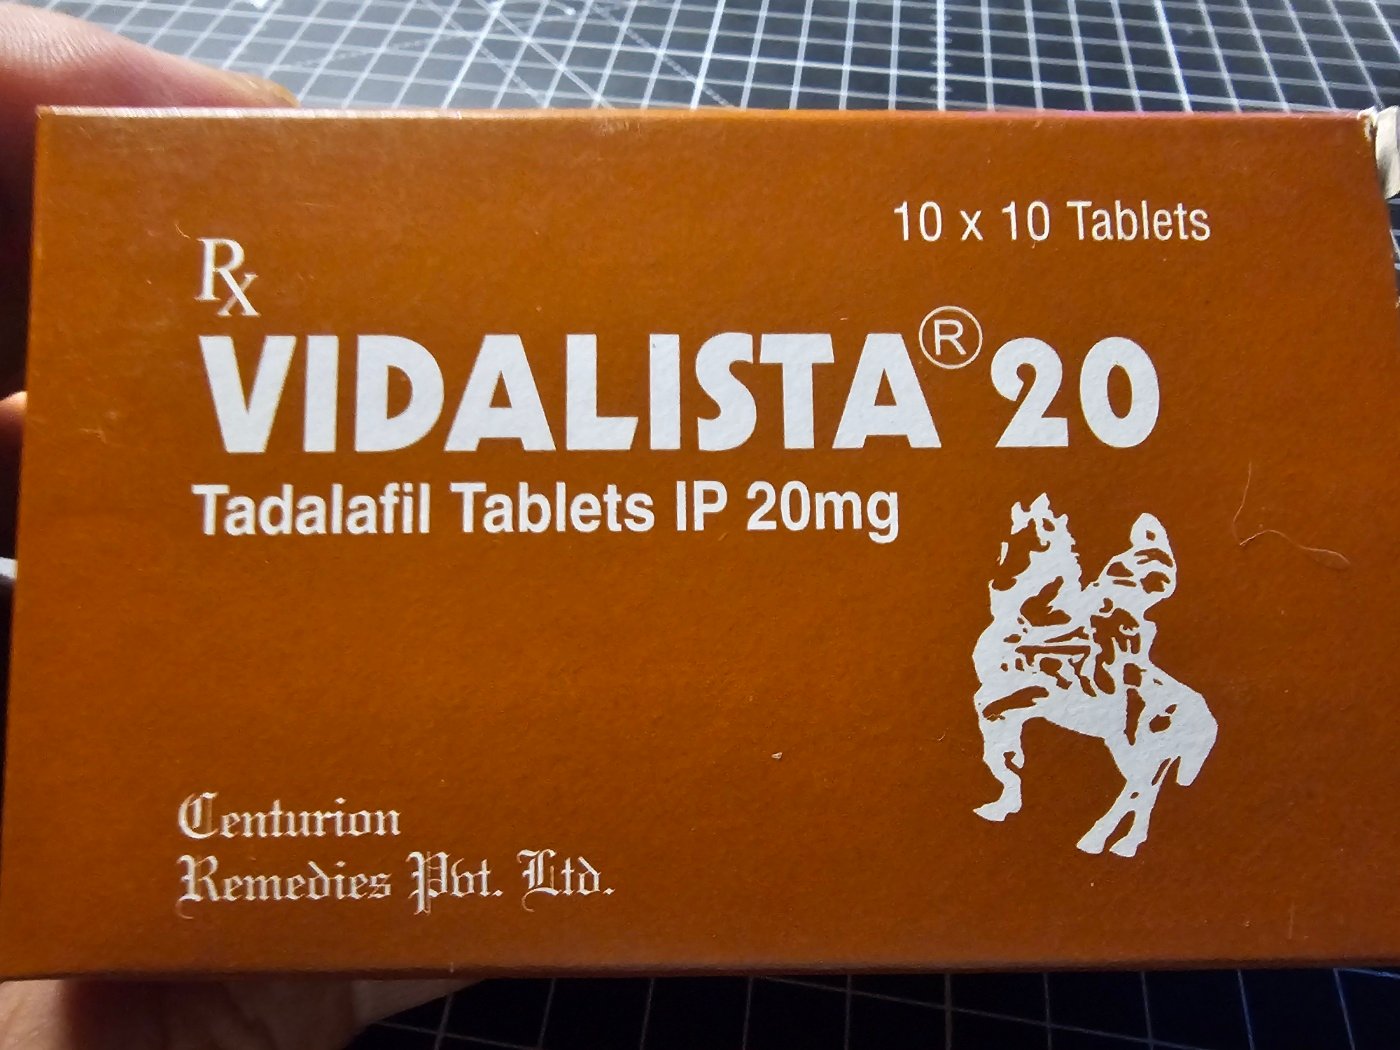 10 x 10 Tablets
Rx
VIDALISTA® 20
Tadalafil Tablets IP 20mg
Centurion
Remedies Pvt. Ltd.